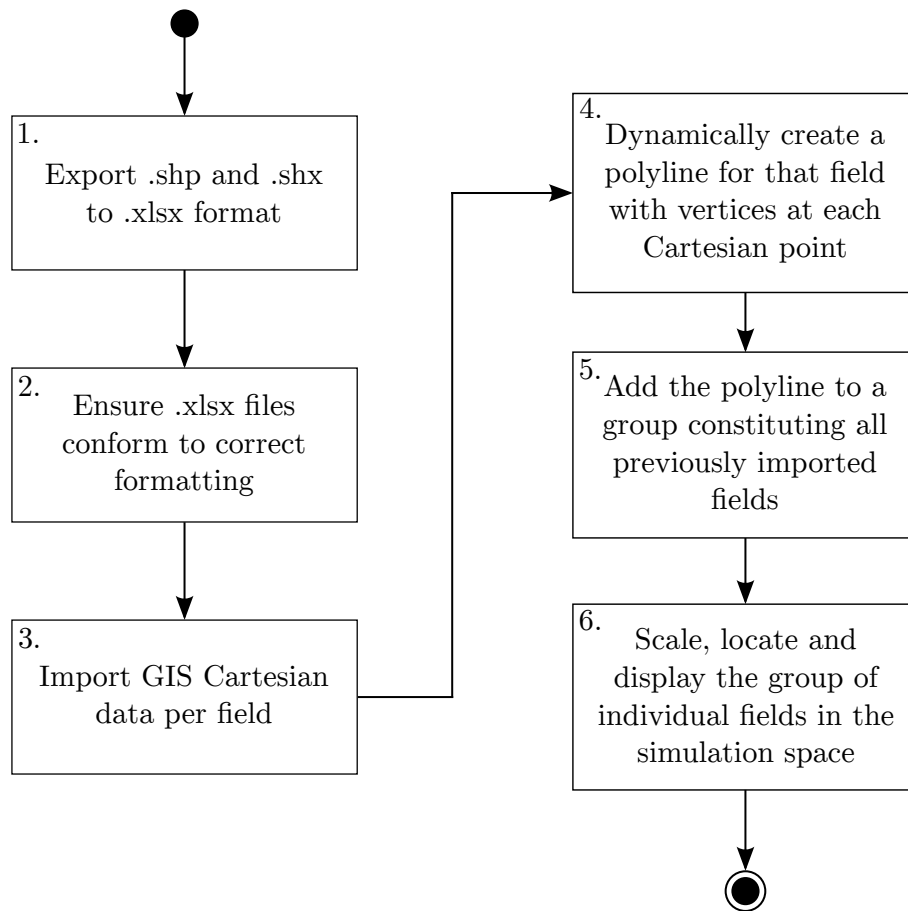 1.
Export .shp and .shx
to .xlsx format
2.
Ensure .xlsx files
conform to correct
formatting
3.
Import GIS Cartesian
data per field
4.
Dynamically create a
polyline for that field
with vertices at each
Cartesian point
5.
Add the polyline to a
group constituting all
previously imported
fields
6.
Scale, locate and
display the group of
individual fields in the
simulation space